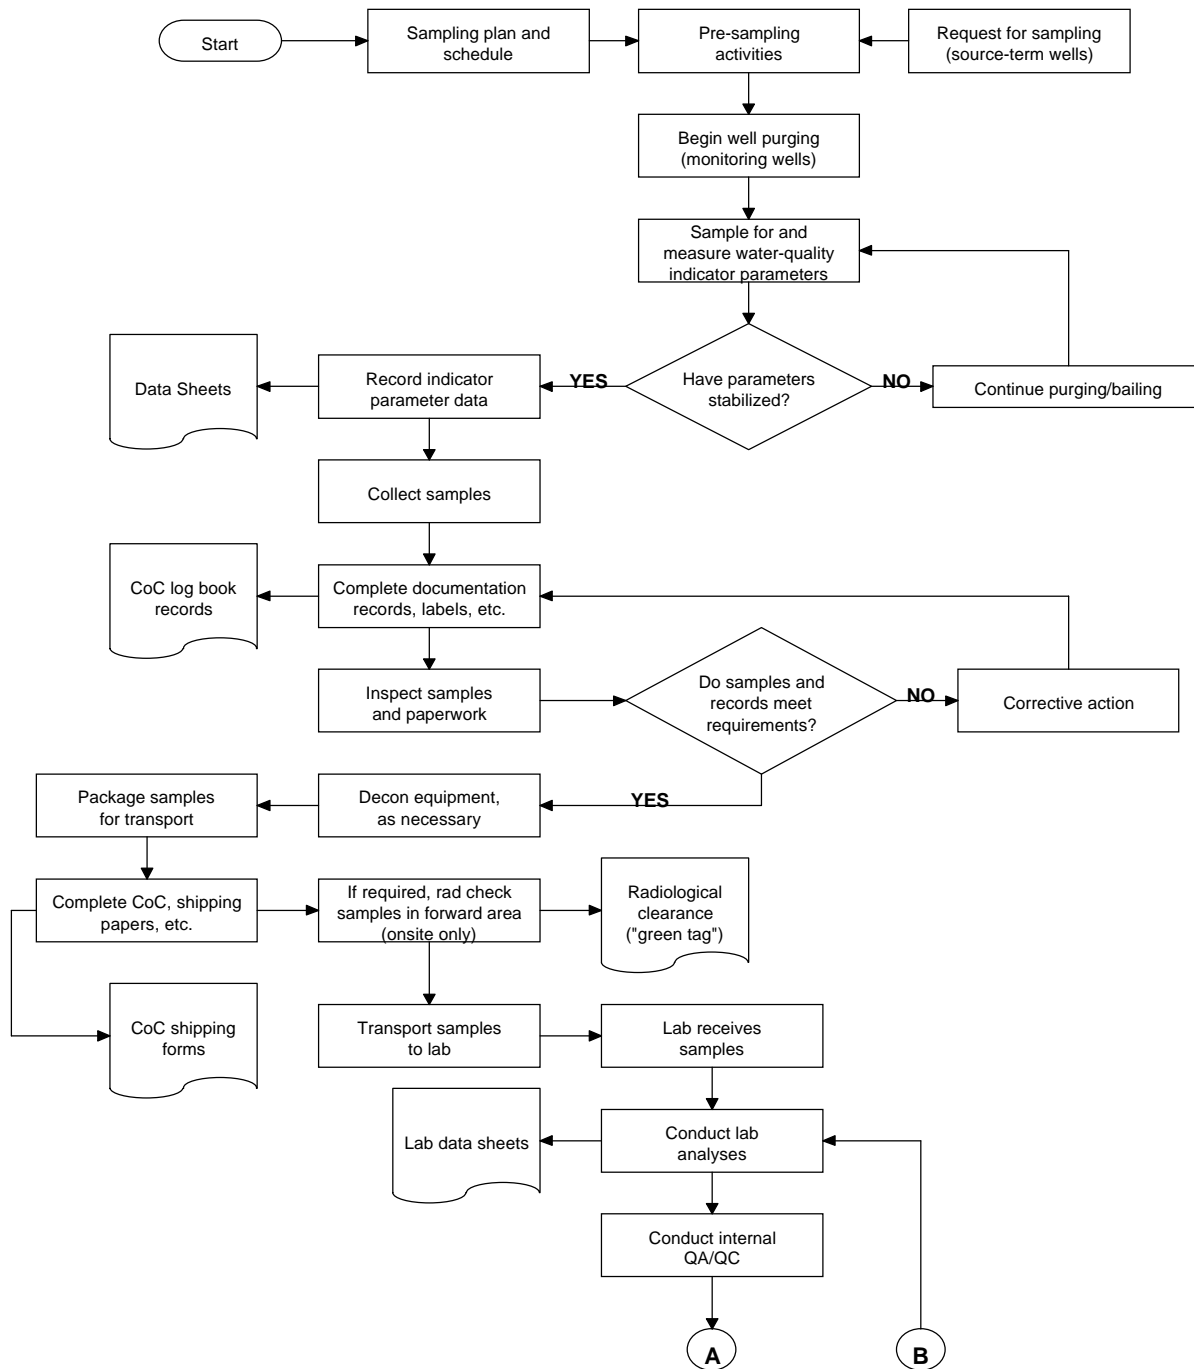 Start
Sampling plan and
schedule
Pre-sampling
activities
Request for sampling
(source-term wells)
Begin well purging
(monitoring wells)
Sample for and
measure water-quality
indicator parameters
Data Sheets
Record indicator
parameter data
YES
Have parameters
stabilized?
NO
Continue purging/bailing
Collect samples
CoC log book
records
Complete documentation
records, labels, etc.
Inspect samples
and paperwork
Do samples and
records meet
requirements?
NO
Corrective action
Package samples
for transport
Decon equipment,
as necessary
YES
Complete CoC, shipping
papers, etc.
If required, rad check
samples in forward area
(onsite only)
Radiological
clearance
("green tag")
CoC shipping
forms
Transport samples
to lab
Lab receives
samples
Lab data sheets
Conduct lab
analyses
Conduct internal
QA/QC
A
B